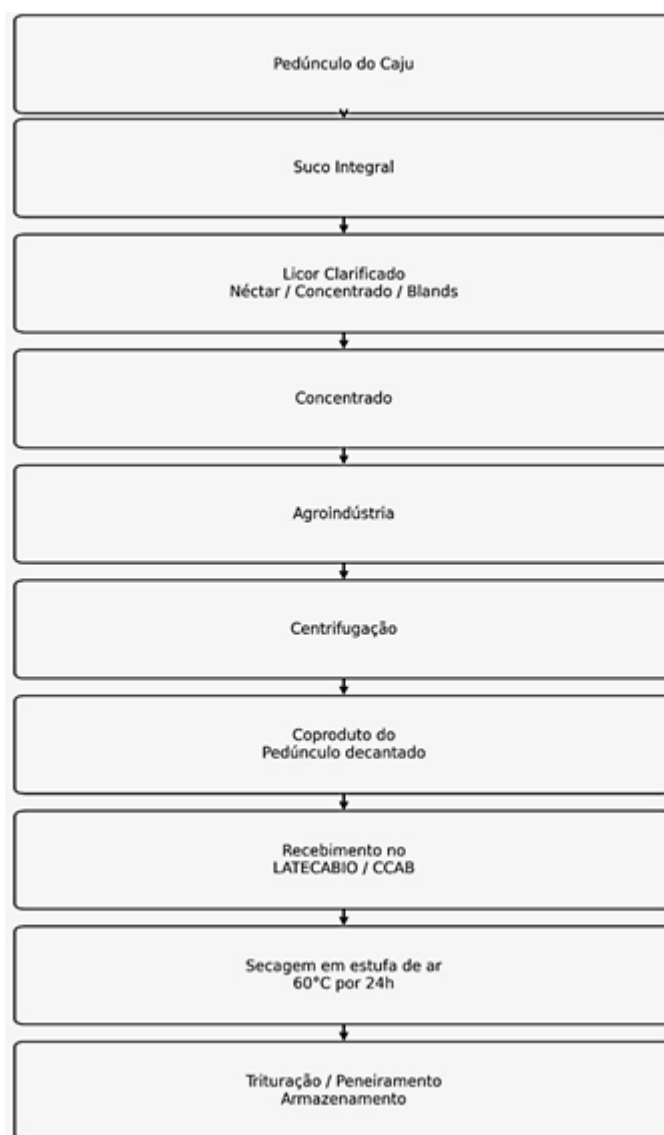 Pedúnculo do Caju
Suco Integral
Licor Clarificado
Néctar / Concentrado / Blands
Concentrado
Agroindústria
Centrifugação
Coproduto do
Pedúnculo decantado
Recebimento no
LATECABIO / CCAB
Secagem em estufa de ar
60°C por 24h
Trituração / Peneiramento
Armazenamento